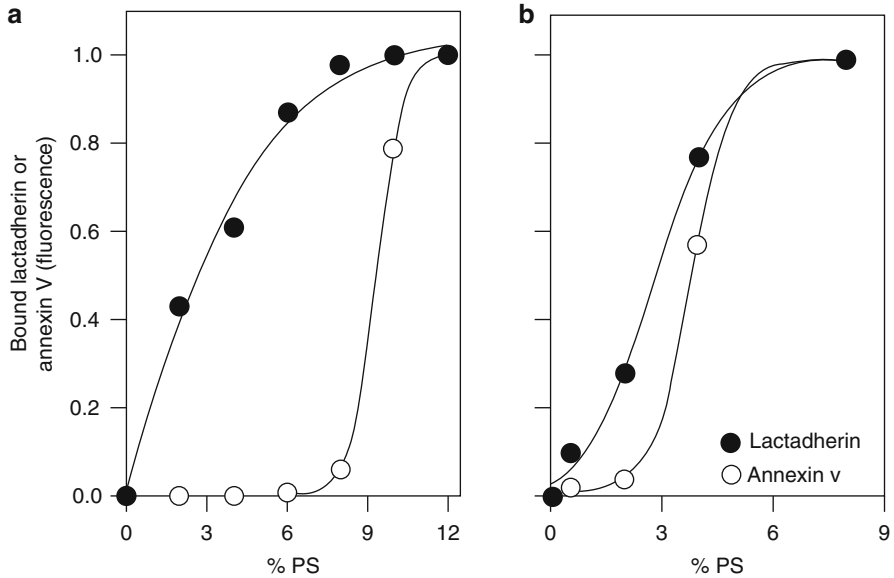 a
b
Bound lactadherin or
annexin V (fluorescence)
1.0
0.8
0.6
0.4
0.2
0.0
0 3 6 9 12
% PS
0 3 6 9
% PS
Lactadherin
Annexin v